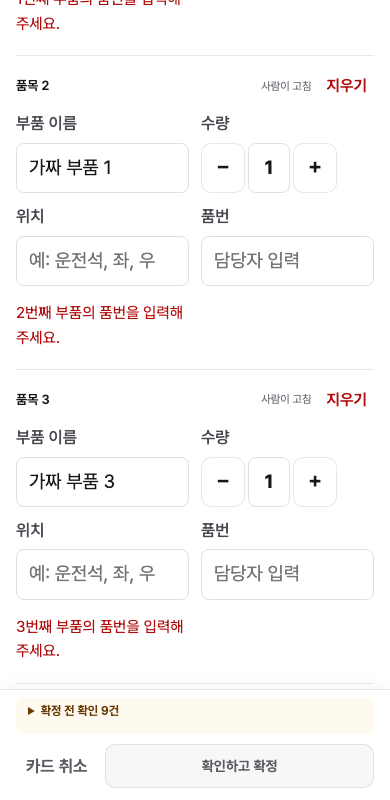 주세요.
품목 2
사람이 고침
지우기
부품 이름
수량
가짜 부품 1
−
1
+
위치
품번
예: 운전석, 좌, 우
담당자 입력
2번째 부품의 품번을 입력해
주세요.
품목 3
사람이 고침
지우기
부품 이름
수량
가짜 부품 3
−
1
+
위치
품번
예: 운전석, 좌, 우
담당자 입력
3번째 부품의 품번을 입력해
주세요.
▶ 확정 전 확인 9건
카드 취소
확인하고 확정